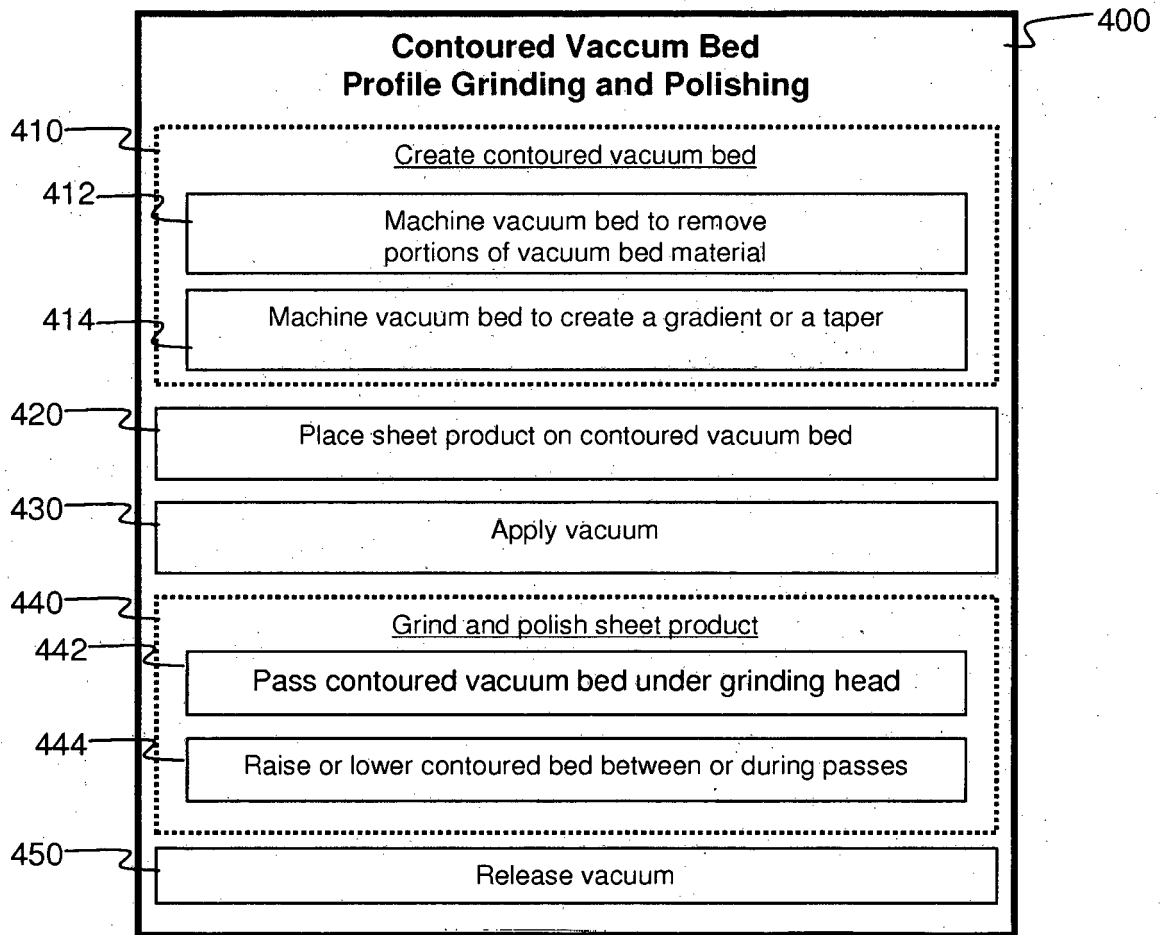 400
Contoured Vaccum Bed
Profile Grinding and Polishing
410
Create contoured vacuum bed
412
Machine vacuum bed to remove
portions of vacuum bed material
414
Machine vacuum bed to create a gradient or a taper
420
Place sheet product on contoured vacuum bed
430
Apply vacuum
440
Grind and polish sheet product
442
Pass contoured vacuum bed under grinding head
444
Raise or lower contoured bed between or during passes
450
Release vacuum